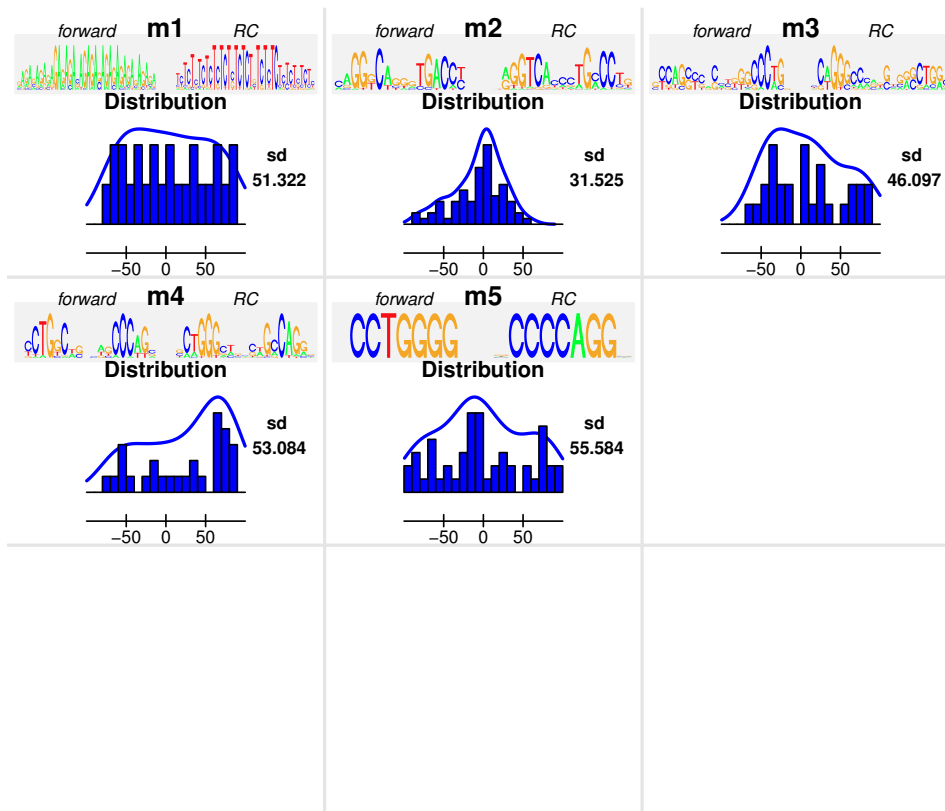 forward m1 RC
Distribution
sd
51.322
−50 0 50
forward m2 RC
Distribution
sd
31.525
−50 0 50
forward m3 RC
Distribution
sd
46.097
−50 0 50
forward m4 RC
Distribution
sd
53.084
−50 0 50
forward m5 RC
CCTGGGG CCCCAGG
Distribution
sd
55.584
−50 0 50